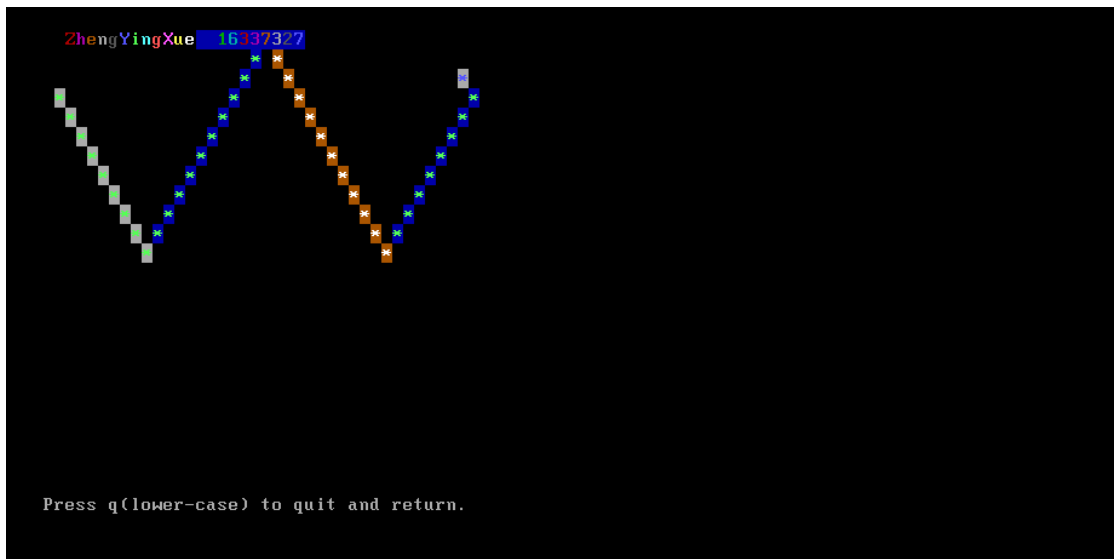 ZhengYingXue 16337327
Press q(lower-case) to quit and return.